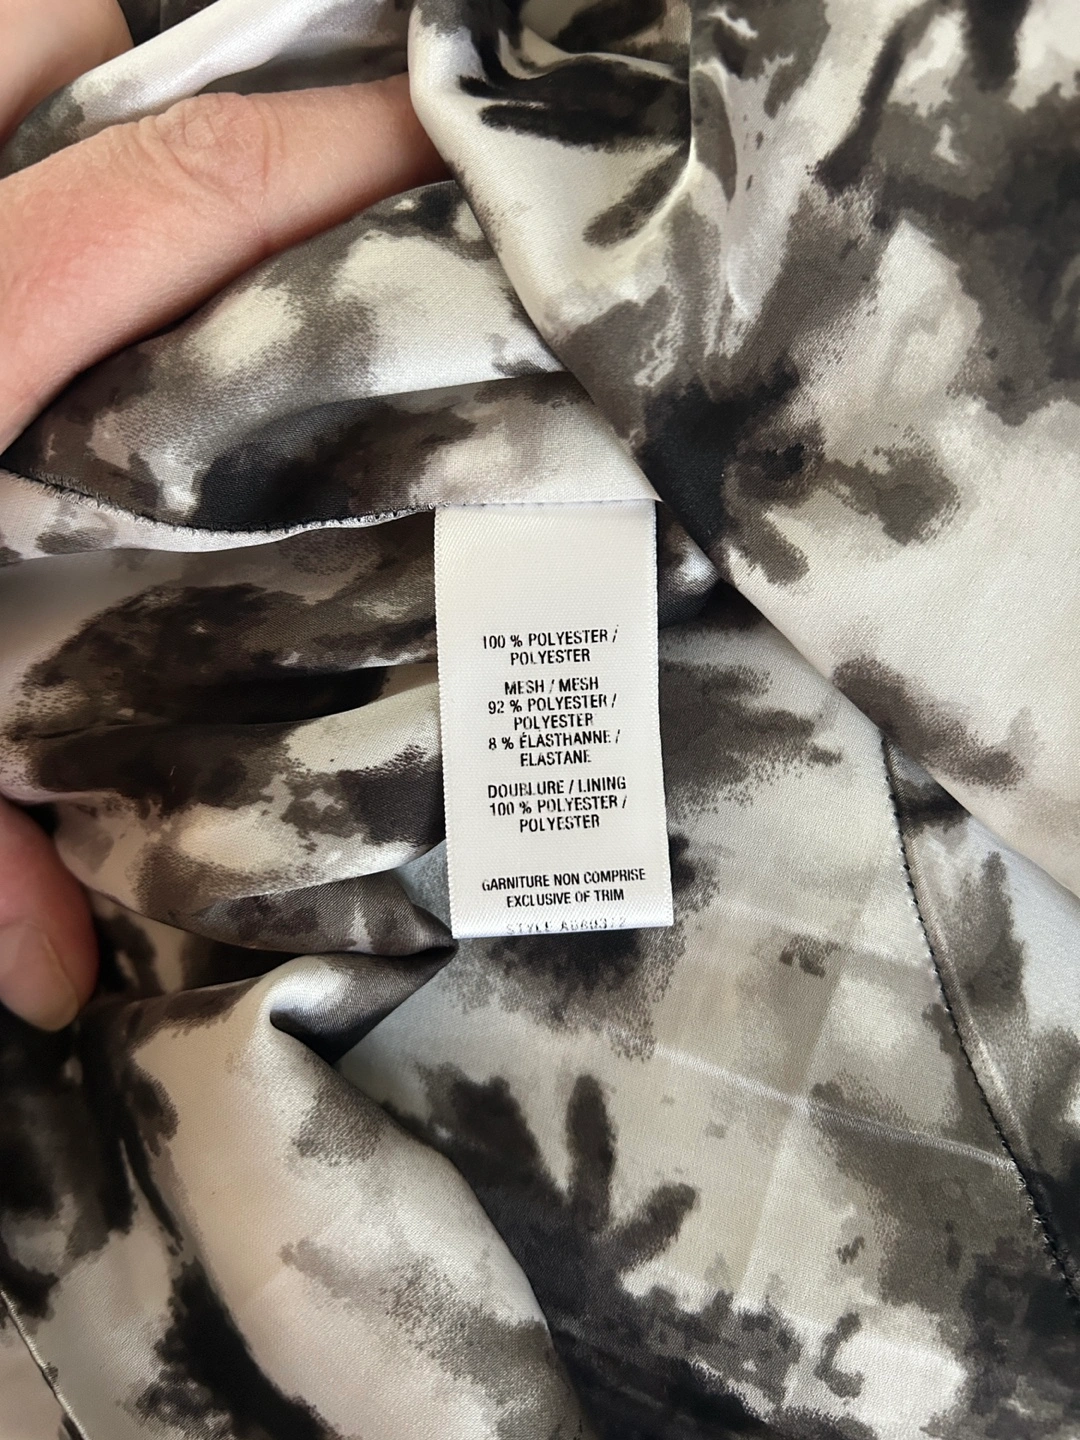 100 % POLYESTER /
POLYESTER
MESH / MESH
92 % POLYESTER /
POLYESTER
8 % ÉLASTHANNE /
ELASTANE
DOUBLURE / LINING
100 % POLYESTER /
POLYESTER
GARNITURE NON COMPRISE
EXCLUSIVE OF TRIM
STYLE